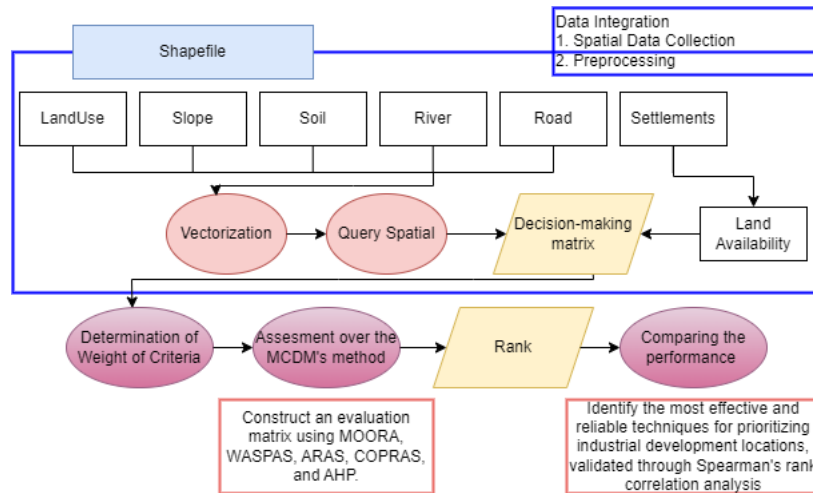 Data Integration
1. Spatial Data Collection
2. Preprocessing
Shapefile
LandUse
Slope
Soil
River
Road
Settlements
Vectorization
Query Spatial
Decision-making
matrix
Land
Availability
Determination of
Weight of Criteria
Assesment over the
MCDM's method
Rank
Comparing the
performance
Construct an evaluation
matrix using MOORA,
WASPAS, ARAS, COPRAS,
and AHP.
Identify the most effective and
reliable techniques for prioritizing
industrial development locations,
validated through Spearman's rank
correlation analysis